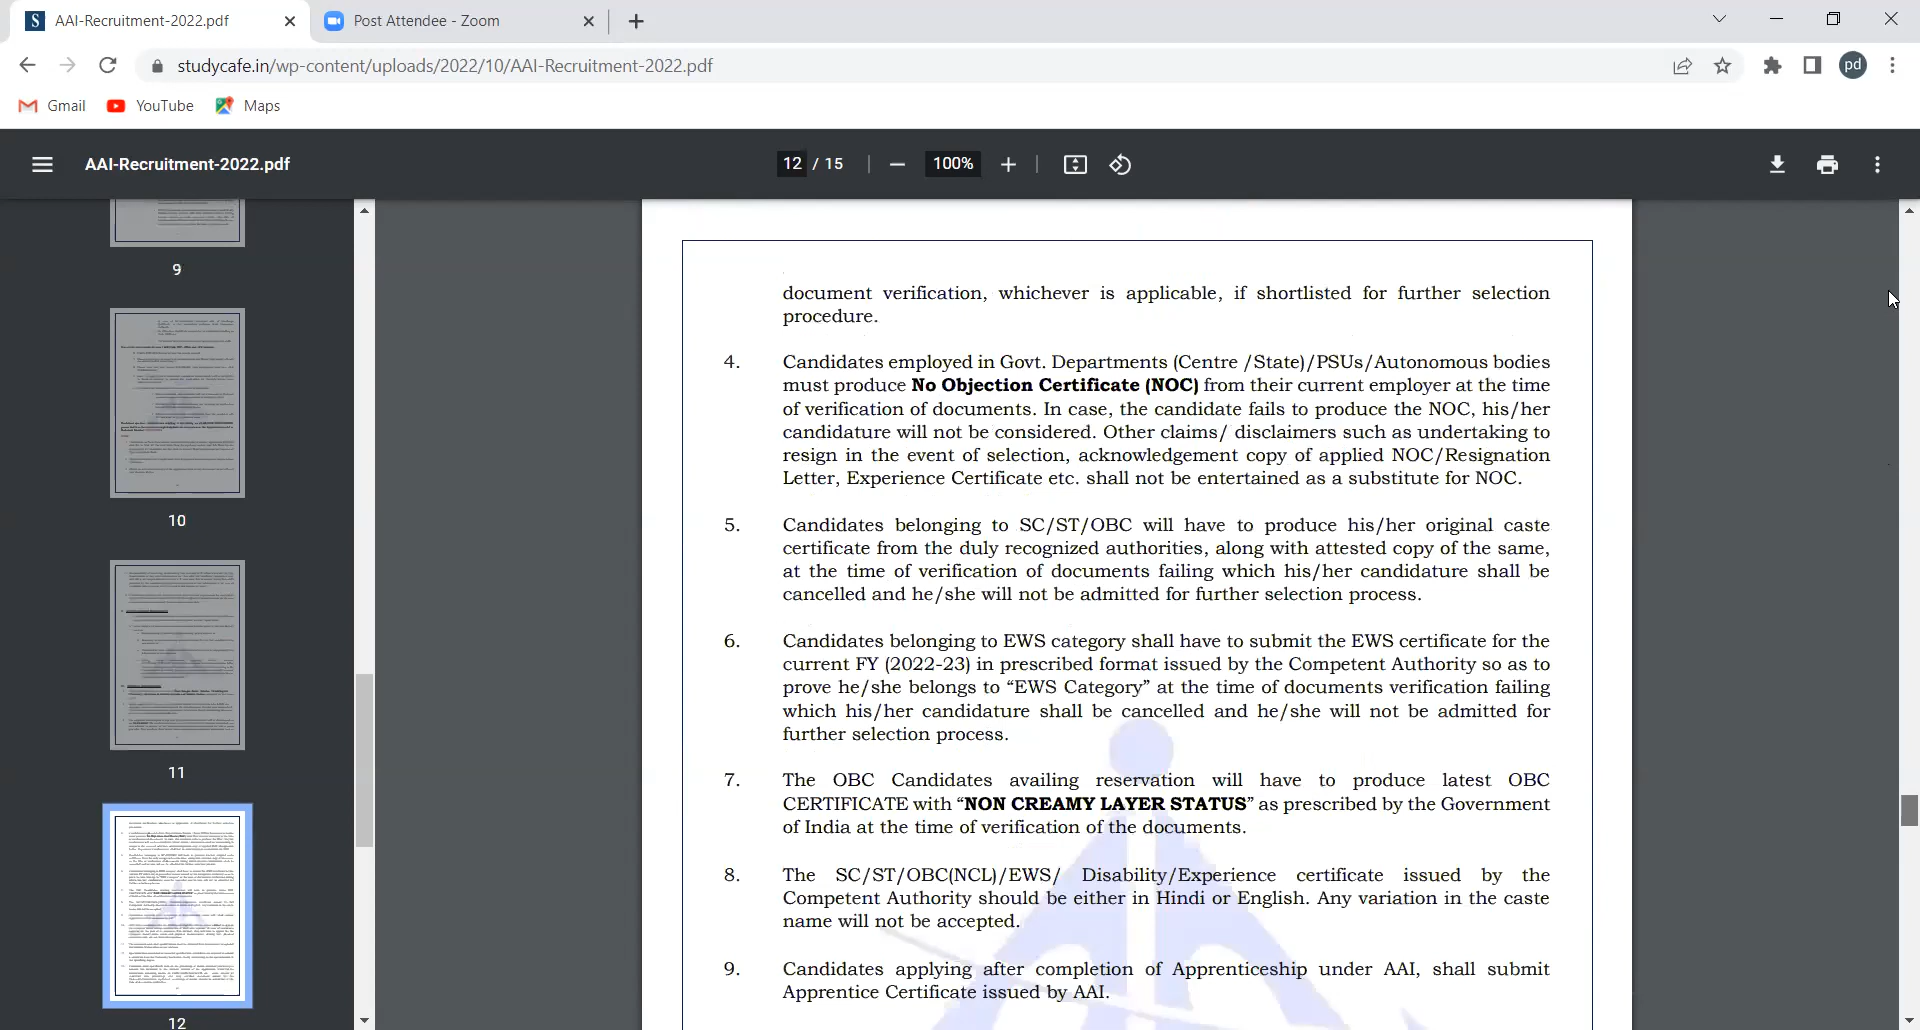 AAI-Recruitment-2022.pdf
Post Attendee - Zoom
studycafe.in/wp-content/uploads/2022/10/AAI-Recruitment-2022.pdf
pd
Gmail
YouTube
Maps
AAI-Recruitment-2022.pdf
12 / 15
100%
9
10
11
12
document verification, whichever is applicable, if shortlisted for further selection
procedure.
4. Candidates employed in Govt. Departments (Centre /State)/PSUs/Autonomous bodies
must produce No Objection Certificate (NOC) from their current employer at the time
of verification of documents. In case, the candidate fails to produce the NOC, his/her
candidature will not be considered. Other claims/ disclaimers such as undertaking to
resign in the event of selection, acknowledgement copy of applied NOC/Resignation
Letter, Experience Certificate etc. shall not be entertained as a substitute for NOC.
5. Candidates belonging to SC/ST/OBC will have to produce his/her original caste
certificate from the duly recognized authorities, along with attested copy of the same,
at the time of verification of documents failing which his/her candidature shall be
cancelled and he/she will not be admitted for further selection process.
6. Candidates belonging to EWS category shall have to submit the EWS certificate for the
current FY (2022-23) in prescribed format issued by the Competent Authority so as to
prove he/she belongs to “EWS Category” at the time of documents verification failing
which his/her candidature shall be cancelled and he/she will not be admitted for
further selection process.
7. The OBC Candidates availing reservation will have to produce latest OBC
CERTIFICATE with “NON CREAMY LAYER STATUS” as prescribed by the Government
of India at the time of verification of the documents.
8. The SC/ST/OBC(NCL)/EWS/ Disability/Experience certificate issued by the
Competent Authority should be either in Hindi or English. Any variation in the caste
name will not be accepted.
9. Candidates applying after completion of Apprenticeship under AAI, shall submit
Apprentice Certificate issued by AAI.